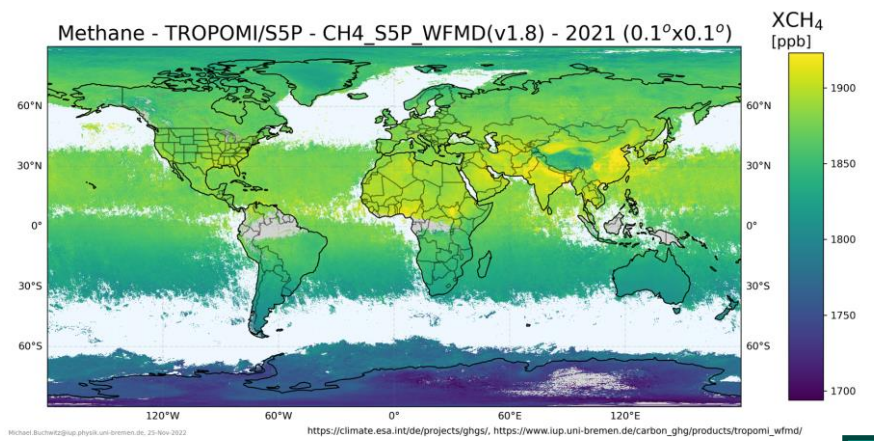 Methane - TROPOMI/S5P - CH4_S5P_WFMD(v1.8) - 2021 (0.1°x0.1°)
XCH₄
[ppb]
1900
60°N
60°N
1850
30°N
30°N
0°
0°
1800
30°S
30°S
1750
60°S
60°S
1700
120°W
60°W
0°
60°E
120°E
Michael.Buchwitz@iup.physik.uni-bremen.de, 25-Nov-2022
https://climate.esa.int/de/projects/ghgs/, https://www.iup.uni-bremen.de/carbon_ghg/products/tropomi_wfmd/